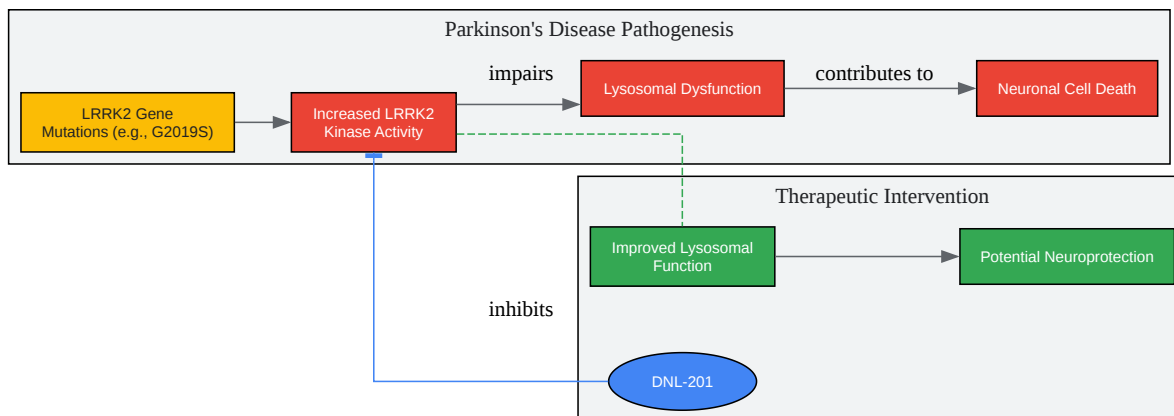 Parkinson's Disease Pathogenesis
impairs
contributes to
Lysosomal Dysfunction
Neuronal Cell Death
LRRK2 Gene
Mutations (e.g., G2019S)
Increased LRRK2
Kinase Activity
Therapeutic Intervention
Improved Lysosomal
Function
Potential Neuroprotection
inhibits
DNL-201